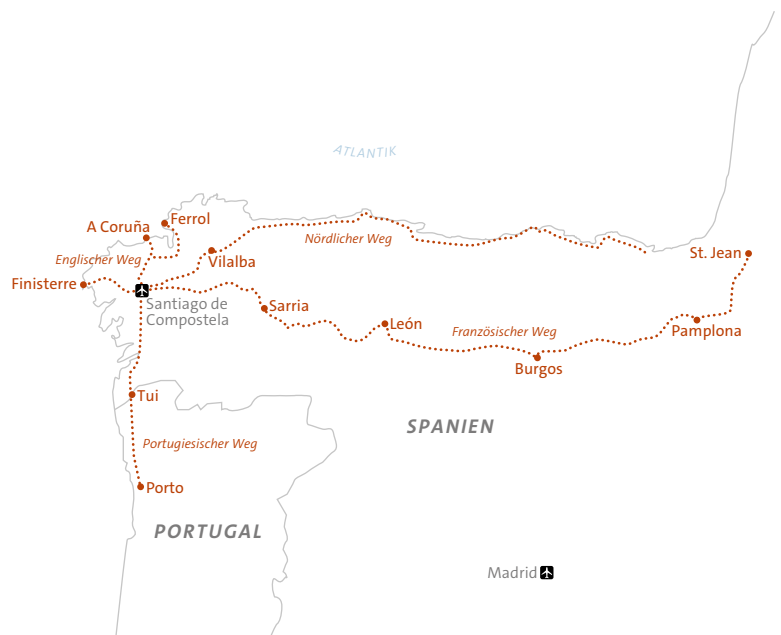 ATLANTIK
Ferrol
A Coruña
Nördlicher Weg
Englischer Weg
Vilalba
St. Jean
Finisterre
Santiago de
Compostela
Sarria
León
Französischer Weg
Pamplona
Burgos
Tui
SPANIEN
Portugiesischer Weg
Porto
PORTUGAL
Madrid